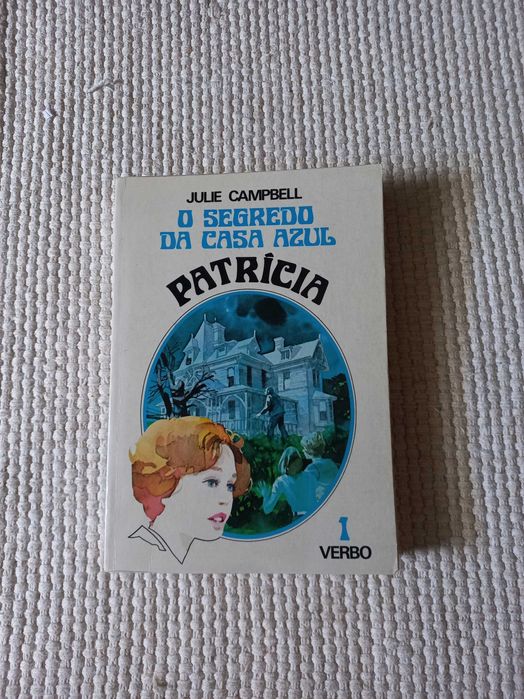 JULIE CAMPBELL
O SEGREDO
DA CASA AZUL
PATRÍCIA
1
VERBO